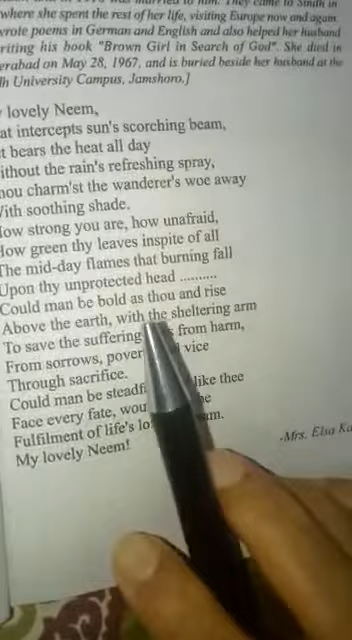 where she spent the rest of her life, visiting Europe now and again
wrote poems in German and English and also helped her husband
riting his book "Brown Girl in Search of God". She died in
erabad on May 28, 1967, and is buried beside her husband at the
dh University Campus, Jamshoro.]
lovely Neem,
at intercepts sun's scorching beam,
t bears the heat all day
ithout the rain's refreshing spray,
hou charm'st the wanderer's woe away
With soothing shade.
How strong you are, how unafraid,
How green thy leaves inspite of all
The mid-day flames that burning fall
Upon thy unprotected head ..........
Could man be bold as thou and rise
Above the earth, with the sheltering arm
To save the suffering from harm,
From sorrows, pover vice
Through sacrifice.
Could man be steadf like thee
Face every fate, wou he
Fulfilment of life's lo am.
My lovely Neem!
-Mrs. Elsa Ka